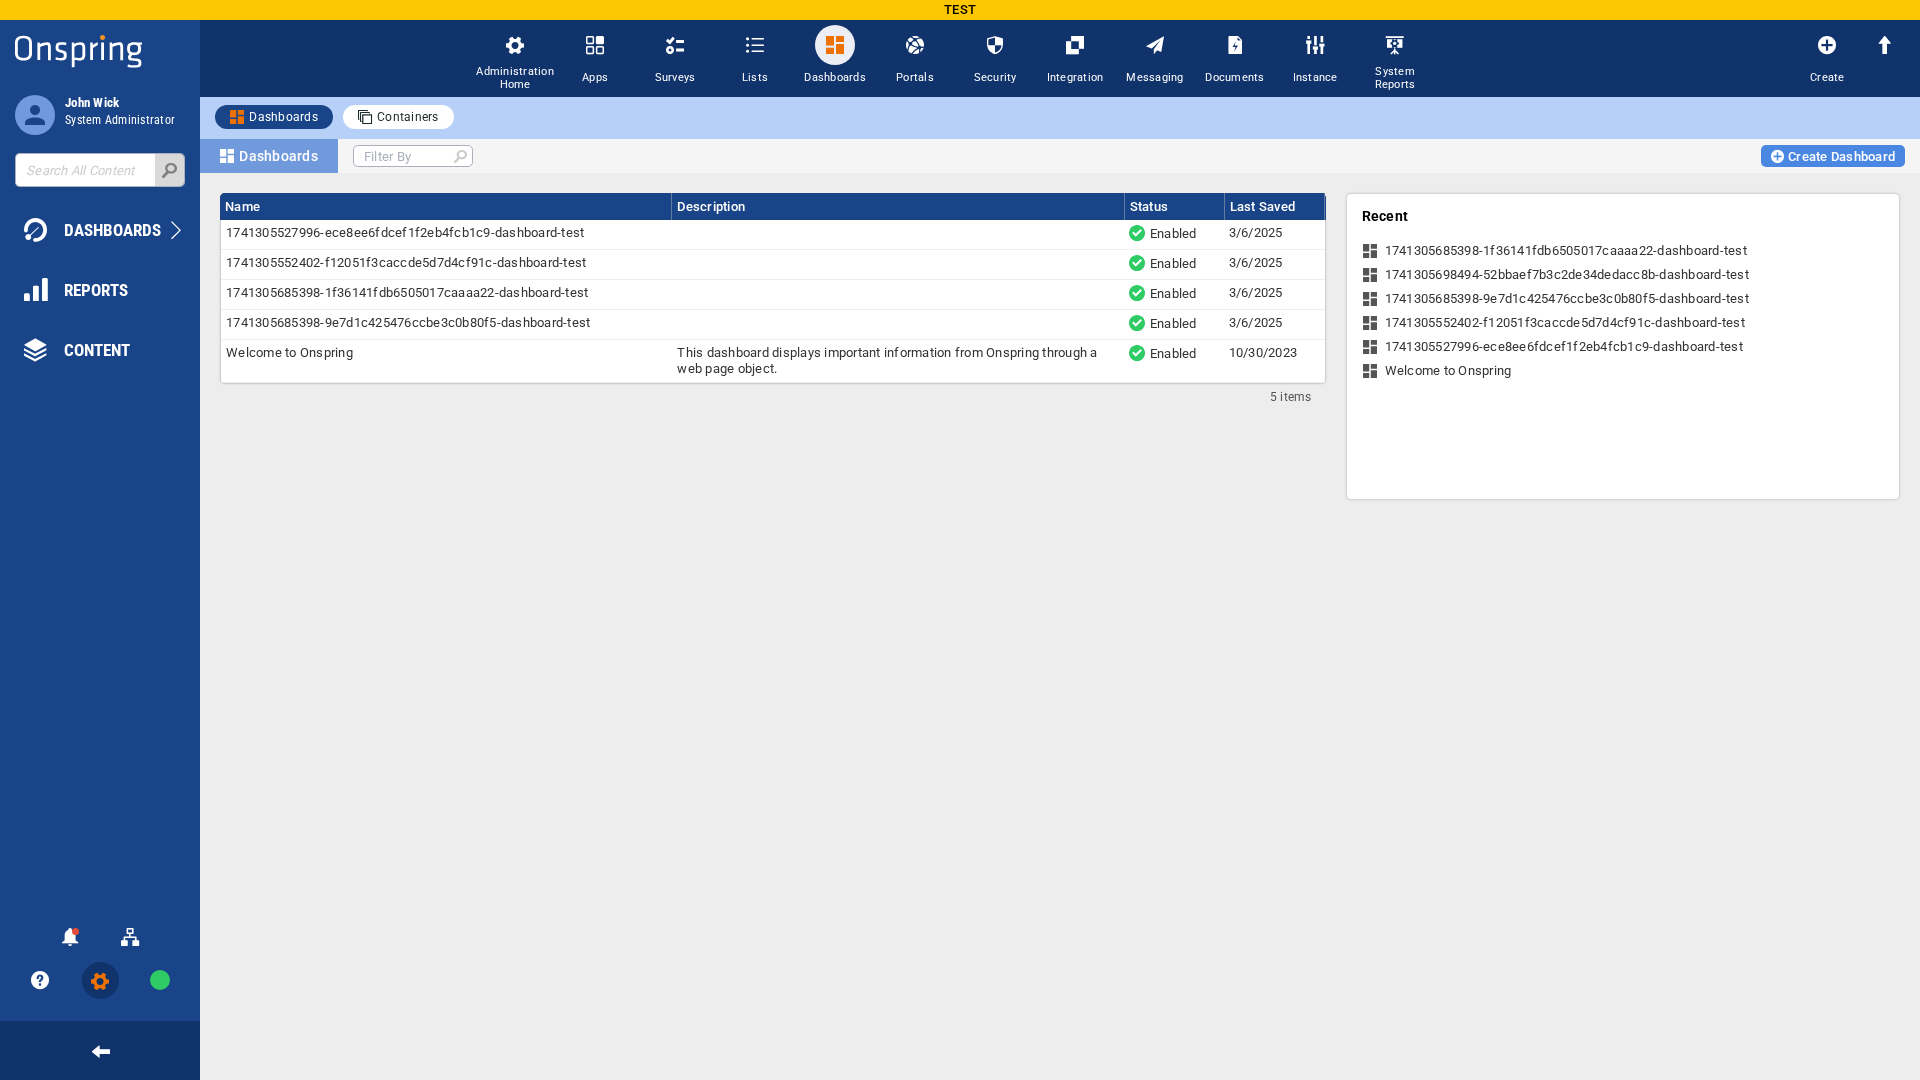 TEST
Onspring
John Wick
System Administrator
Search All Content
DASHBOARDS
REPORTS
CONTENT
Administration
Home
Apps
Surveys
Lists
Dashboards
Portals
Security
Integration
Messaging
Documents
Instance
System
Reports
Create
Dashboards
Containers
Dashboards
Filter By
Create Dashboard
Name Description Status Last Saved
1741305527996-ece8ee6fdcef1f2eb4fcb1c9-dashboard-test Enabled 3/6/2025
1741305552402-f12051f3caccde5d7d4cf91c-dashboard-test Enabled 3/6/2025
1741305685398-1f36141fdb6505017caaaa22-dashboard-test Enabled 3/6/2025
1741305685398-9e7d1c425476ccbe3c0b80f5-dashboard-test Enabled 3/6/2025
Welcome to Onspring This dashboard displays important information from Onspring through a Enabled 10/30/2023
web page object.
5 items
Recent
1741305685398-1f36141fdb6505017caaaa22-dashboard-test
1741305698494-52bbaef7b3c2de34dedacc8b-dashboard-test
1741305685398-9e7d1c425476ccbe3c0b80f5-dashboard-test
1741305552402-f12051f3caccde5d7d4cf91c-dashboard-test
1741305527996-ece8ee6fdcef1f2eb4fcb1c9-dashboard-test
Welcome to Onspring